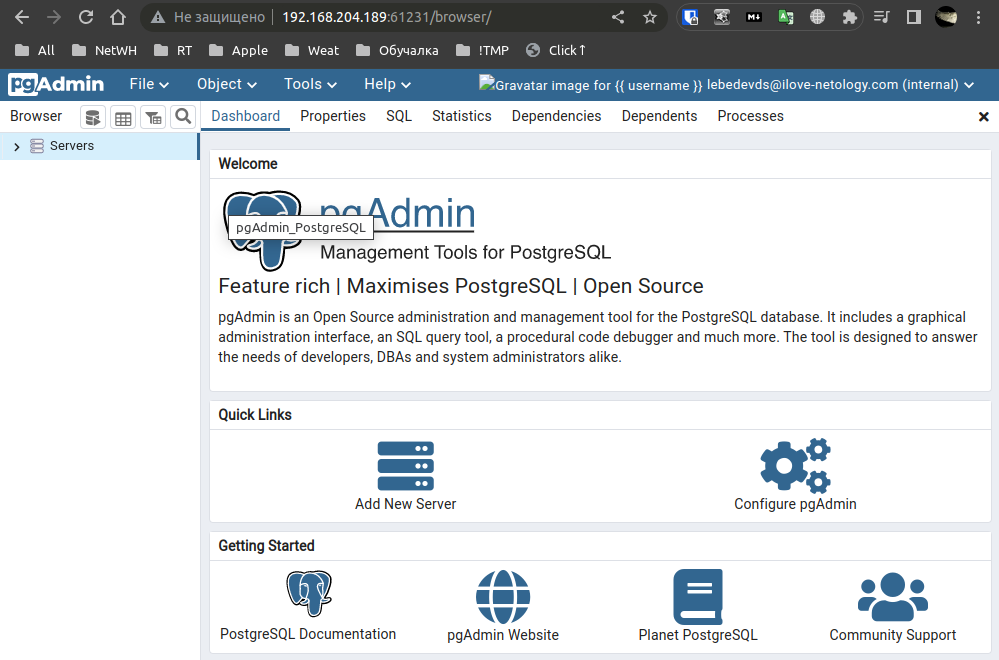 Не защищено 192.168.204.189:61231/browser/
All NetWH RT Apple Weat Обучалка !TMP Click↑
pgAdmin File Object Tools Help Gravatar image for {{ username }} lebedevds@ilove-netology.com (internal)
Browser Dashboard Properties SQL Statistics Dependencies Dependents Processes
Servers
Welcome
pgAdmin
pgAdmin_PostgreSQL
Management Tools for PostgreSQL
Feature rich | Maximises PostgreSQL | Open Source
pgAdmin is an Open Source administration and management tool for the PostgreSQL database. It includes a graphical
administration interface, an SQL query tool, a procedural code debugger and much more. The tool is designed to answer
the needs of developers, DBAs and system administrators alike.
Quick Links
Add New Server Configure pgAdmin
Getting Started
PostgreSQL Documentation pgAdmin Website Planet PostgreSQL Community Support